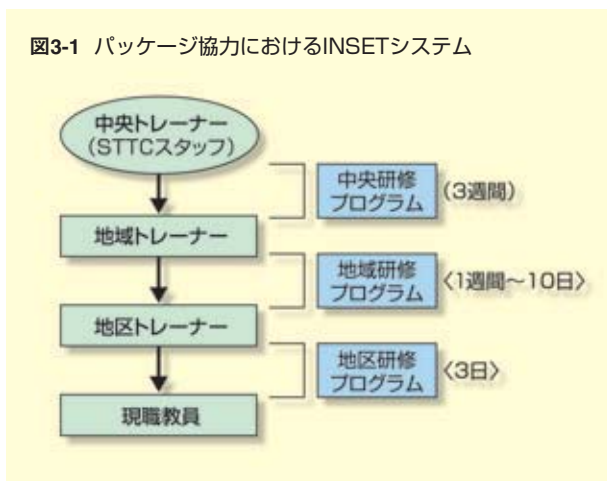 図3-1 パッケージ協力におけるINSETシステム
中央トレーナー
（STTCスタッフ）
中央研修
プログラム
（3週間）
地域トレーナー
地域研修
プログラム
〈1週間～10日〉
地区トレーナー
地区研修
プログラム
〈3日〉
現職教員